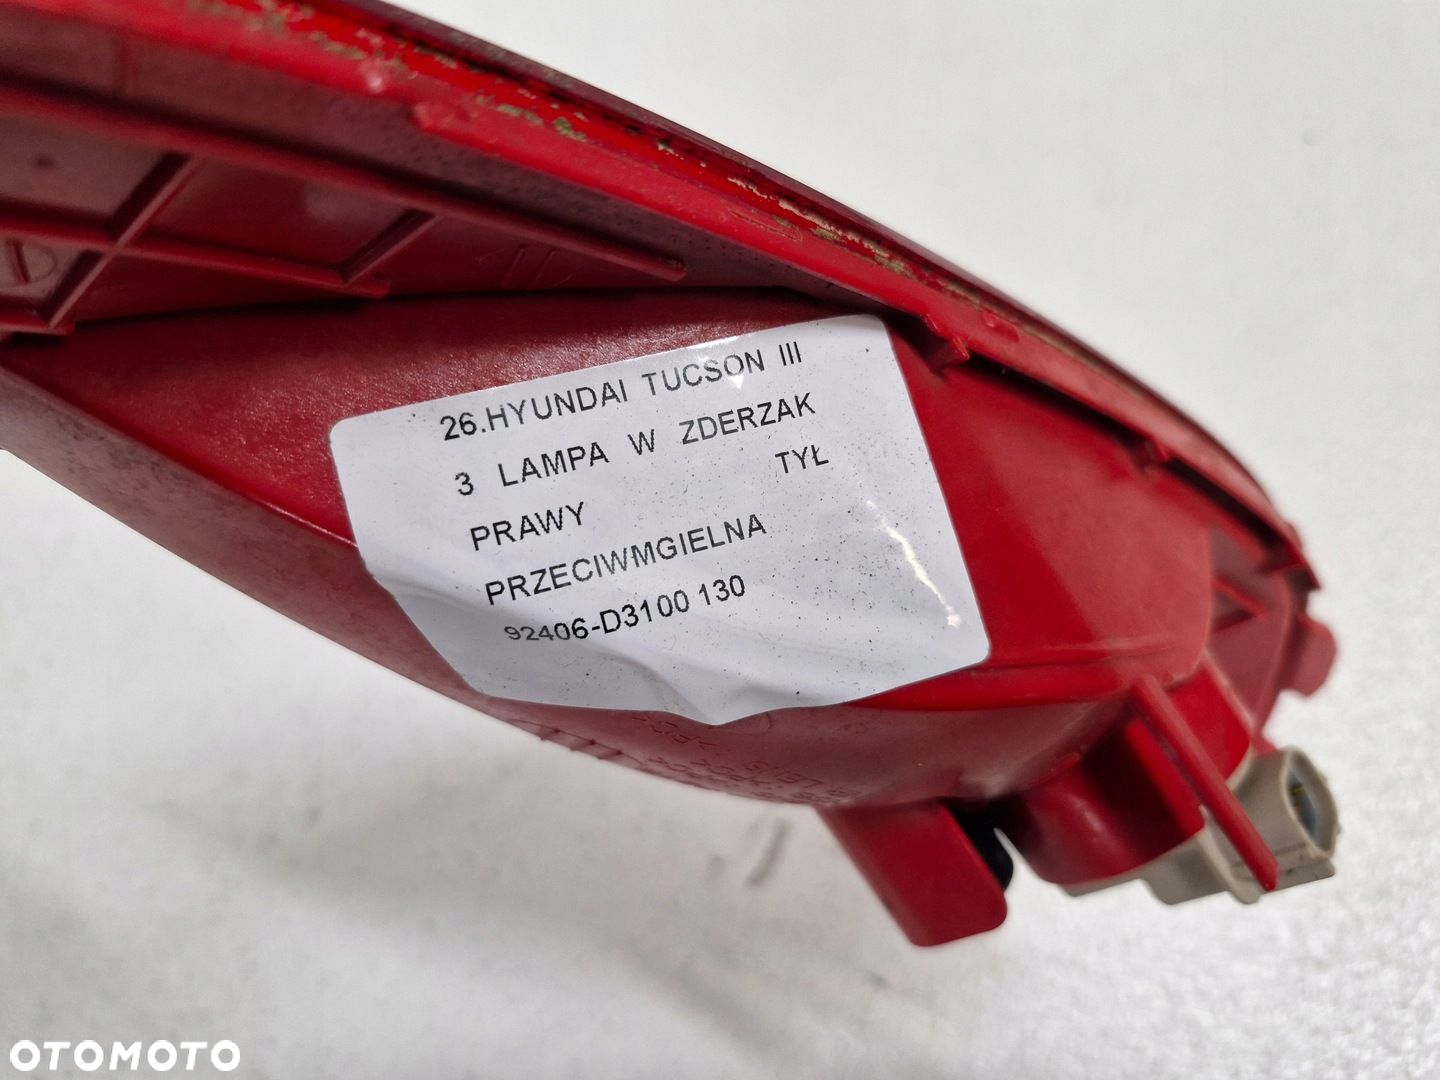 26.HYUNDAI TUCSON III
3 LAMPA W ZDERZAK
PRAWY TYŁ
PRZECIWMGIELNA
92406-D3100 130
OTOMOTO